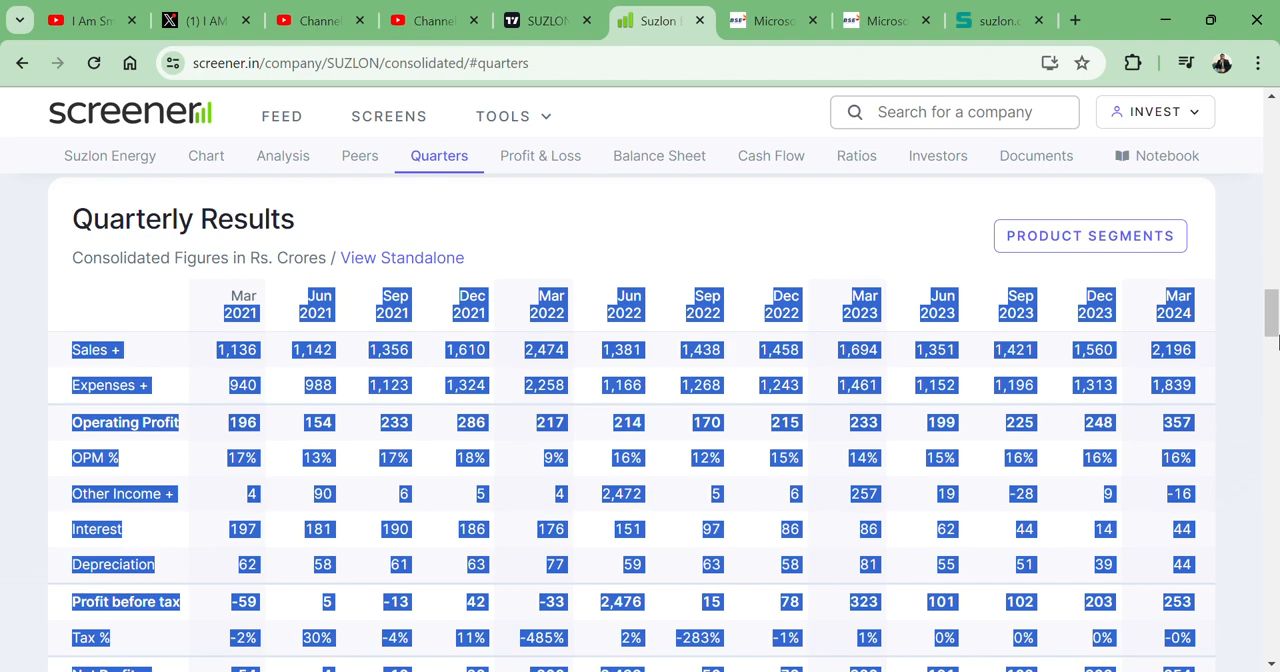 I Am Sm
(1) I AM
Channel
Channel
SUZLON
Suzlon
Microso
Microso
suzlon.c
screener.in/company/SUZLON/consolidated/#quarters
screener
FEED
SCREENS
TOOLS
Search for a company
INVEST
Suzlon Energy
Chart
Analysis
Peers
Quarters
Profit & Loss
Balance Sheet
Cash Flow
Ratios
Investors
Documents
Notebook
Quarterly Results
PRODUCT SEGMENTS
Consolidated Figures in Rs. Crores / View Standalone
Mar 2021 Jun 2021 Sep 2021 Dec 2021 Mar 2022 Jun 2022 Sep 2022 Dec 2022 Mar 2023 Jun 2023 Sep 2023 Dec 2023 Mar 2024
Sales + 1,136 1,142 1,356 1,610 2,474 1,381 1,438 1,458 1,694 1,351 1,421 1,560 2,196
Expenses + 940 988 1,123 1,324 2,258 1,166 1,268 1,243 1,461 1,152 1,196 1,313 1,839
Operating Profit 196 154 233 286 217 214 170 215 233 199 225 248 357
OPM % 17% 13% 17% 18% 9% 16% 12% 15% 14% 15% 16% 16% 16%
Other Income + 4 90 6 5 4 2,472 5 6 257 19 -28 9 -16
Interest 197 181 190 186 176 151 97 86 86 62 44 14 44
Depreciation 62 58 61 63 77 59 63 58 81 55 51 39 44
Profit before tax -59 5 -13 42 -33 2,476 15 78 323 101 102 203 253
Tax % -2% 30% -4% 11% -485% 2% -283% -1% 1% 0% 0% 0% -0%